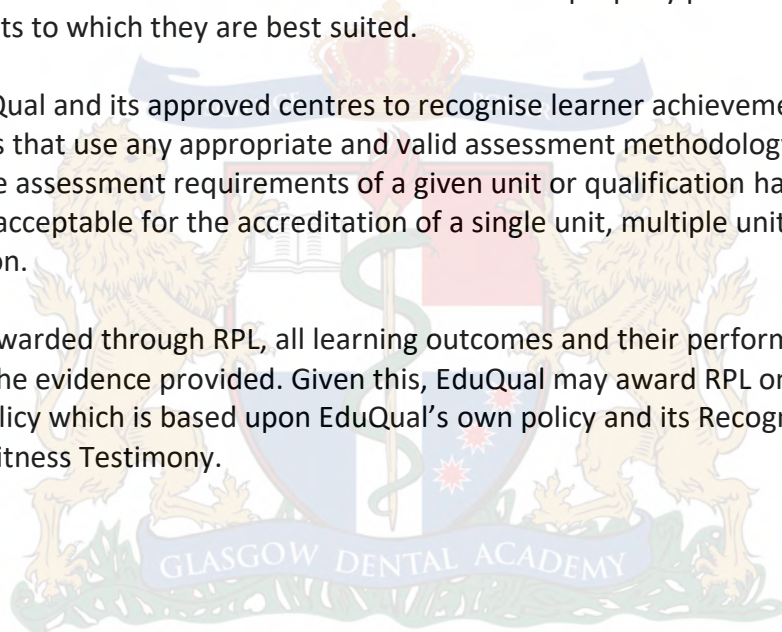 ts to which they are best suited.
Qual and its approved centres to recognise learner achieveme
s that use any appropriate and valid assessment methodology
e assessment requirements of a given unit or qualification ha
acceptable for the accreditation of a single unit, multiple unit
on.
warded through RPL, all learning outcomes and their perform
he evidence provided. Given this, EduQual may award RPL or
licy which is based upon EduQual’s own policy and its Recogn
itness Testimony.
GLASGOW DENTAL ACADEMY